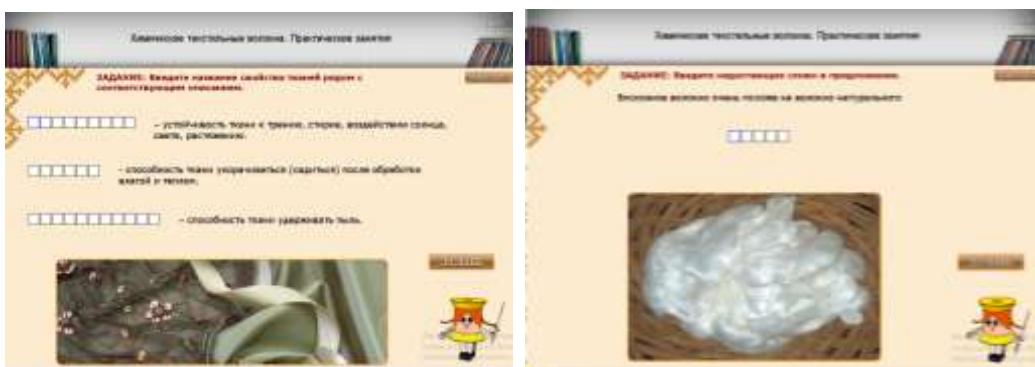 Химические текстильные волокна. Практическое занятие
ЗАДАНИЕ: Введите название свойства тканей рядом с
соответствующим описанием.
– устойчивость ткани к трению, стирке, воздействию солнца,
света, растяжению.
– способность ткани укорачиваться (садиться) после обработки
влагой и теплом.
– способность ткани удерживать пыль.
Химические текстильные волокна. Практическое занятие
ЗАДАНИЕ: Введите недостающее слово в предложение.
Вискозное волокно очень похоже на волокно натурального